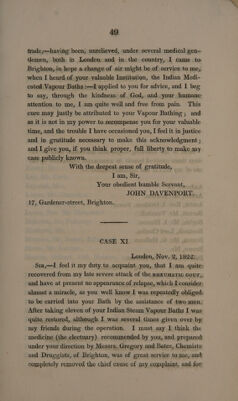 49
trade;—having been, unrelieved, under several medical gen-
tlemen, both in London and in the country, I came to
Brighton, in hope a change of air might be of service to me,
when I heard of your valuable Institution, the Indian Medi-
cated Vapour Baths:—I applied to you for advice, and I beg
to say, through the kindness of God, and your humane
attention to me, I am quite well and free from pain. This
cure may justly be attributed to your Vapour Bathing; and
as it is not in my power to recompense you for your valuable
time, and the trouble I have occasioned you, I feel it in justice
and in gratitude necessary to make this acknowledgment;
and I give you, if you think proper, full liberty to make my
case publicly known.
With the deepest sense of gratitude,
I am, Sir,
Your obedient humble Servant,
JOHN DAVENPORT.
17, Gardener-street, Brighton.
CASE XI.
London, Nov. 2, 1822.
Sir,—I feel it my duty to acquaint you, that I am quite
recovered from my late severe attack of the RHEUMATIC GOUT,
and have at present no appearance of relapse, which I consider
almost a miracle, as you well know I was repeatedly obliged
to be carried into your Bath by the assistance of two men.
After taking eleven of your Indian Steam Vapour Baths I was
quite restored, although I was several times given over by
my friends during the operation. I must say I think the
medicine (the electuary) recommended by you, and prepared
under your direction by Messrs. Gregory and Bater, Chemists
and Druggists, of Brighton, was of great service to me, and
completely removed the chief cause of my complaint, and for